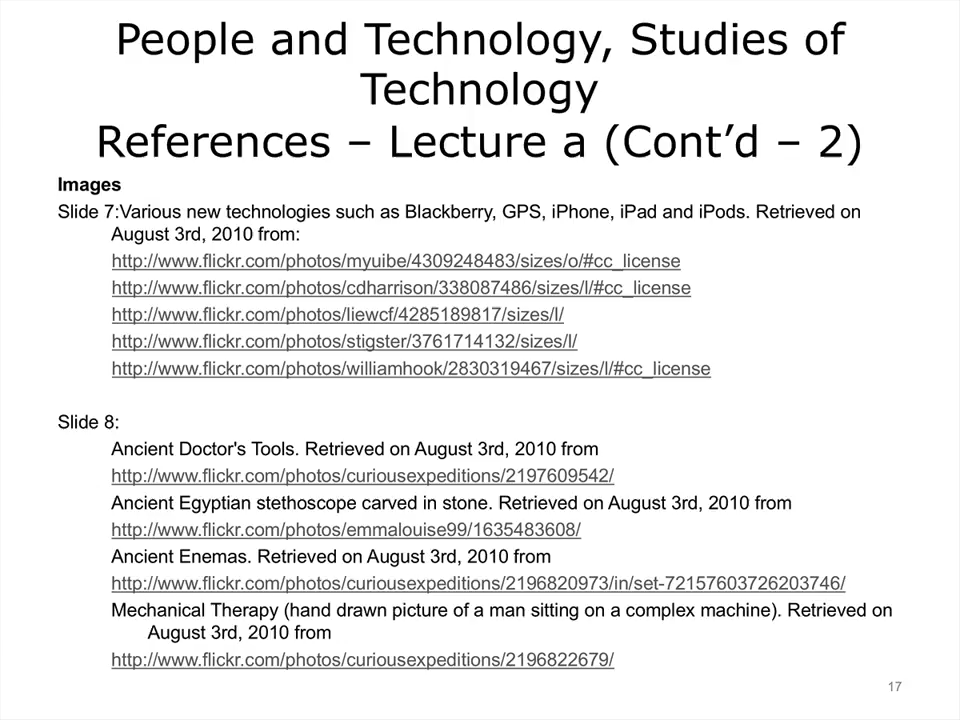 People and Technology, Studies of
Technology
References – Lecture a (Cont’d – 2)
Images
Slide 7:Various new technologies such as Blackberry, GPS, iPhone, iPad and iPods. Retrieved on
August 3rd, 2010 from:
http://www.flickr.com/photos/myuibe/4309248483/sizes/o/#cc_license
http://www.flickr.com/photos/cdharrison/338087486/sizes/l/#cc_license
http://www.flickr.com/photos/liewcf/4285189817/sizes/l/
http://www.flickr.com/photos/stigster/3761714132/sizes/l/
http://www.flickr.com/photos/williamhook/2830319467/sizes/l/#cc_license
Slide 8:
Ancient Doctor's Tools. Retrieved on August 3rd, 2010 from
http://www.flickr.com/photos/curiousexpeditions/2197609542/
Ancient Egyptian stethoscope carved in stone. Retrieved on August 3rd, 2010 from
http://www.flickr.com/photos/emmalouise99/1635483608/
Ancient Enemas. Retrieved on August 3rd, 2010 from
http://www.flickr.com/photos/curiousexpeditions/2196820973/in/set-72157603726203746/
Mechanical Therapy (hand drawn picture of a man sitting on a complex machine). Retrieved on
August 3rd, 2010 from
http://www.flickr.com/photos/curiousexpeditions/2196822679/
17